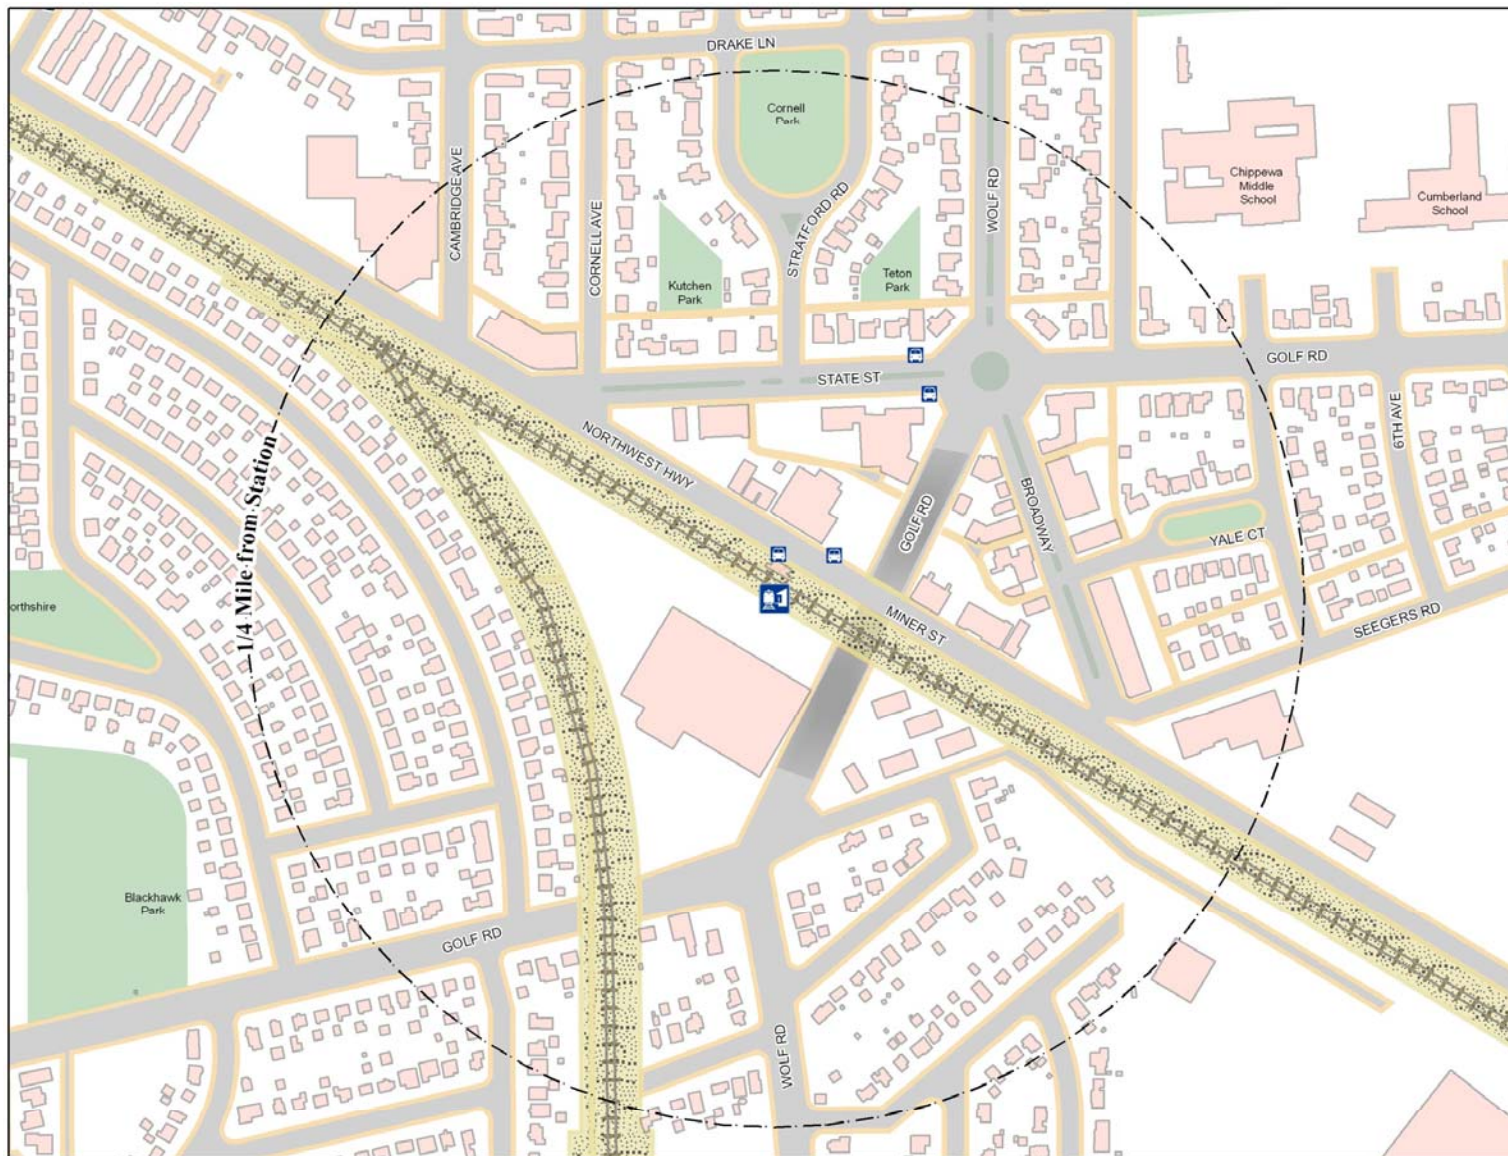 DRAKE LN
Cornell
Park
CAMBRIDGE AVE
CORNELL AVE
STRATFORD RD
WOLF RD
Chippewa
Middle
School
Cumberland
School
Kutchen
Park
Teton
Park
STATE ST
GOLF RD
6TH AVE
NORTHWEST HWY
GOLF RD
BROADWAY
YALE CT
1/4 Mile from Station
orthshire
MINER ST
SEEGERS RD
Blackhawk
Park
GOLF RD
WOLF RD